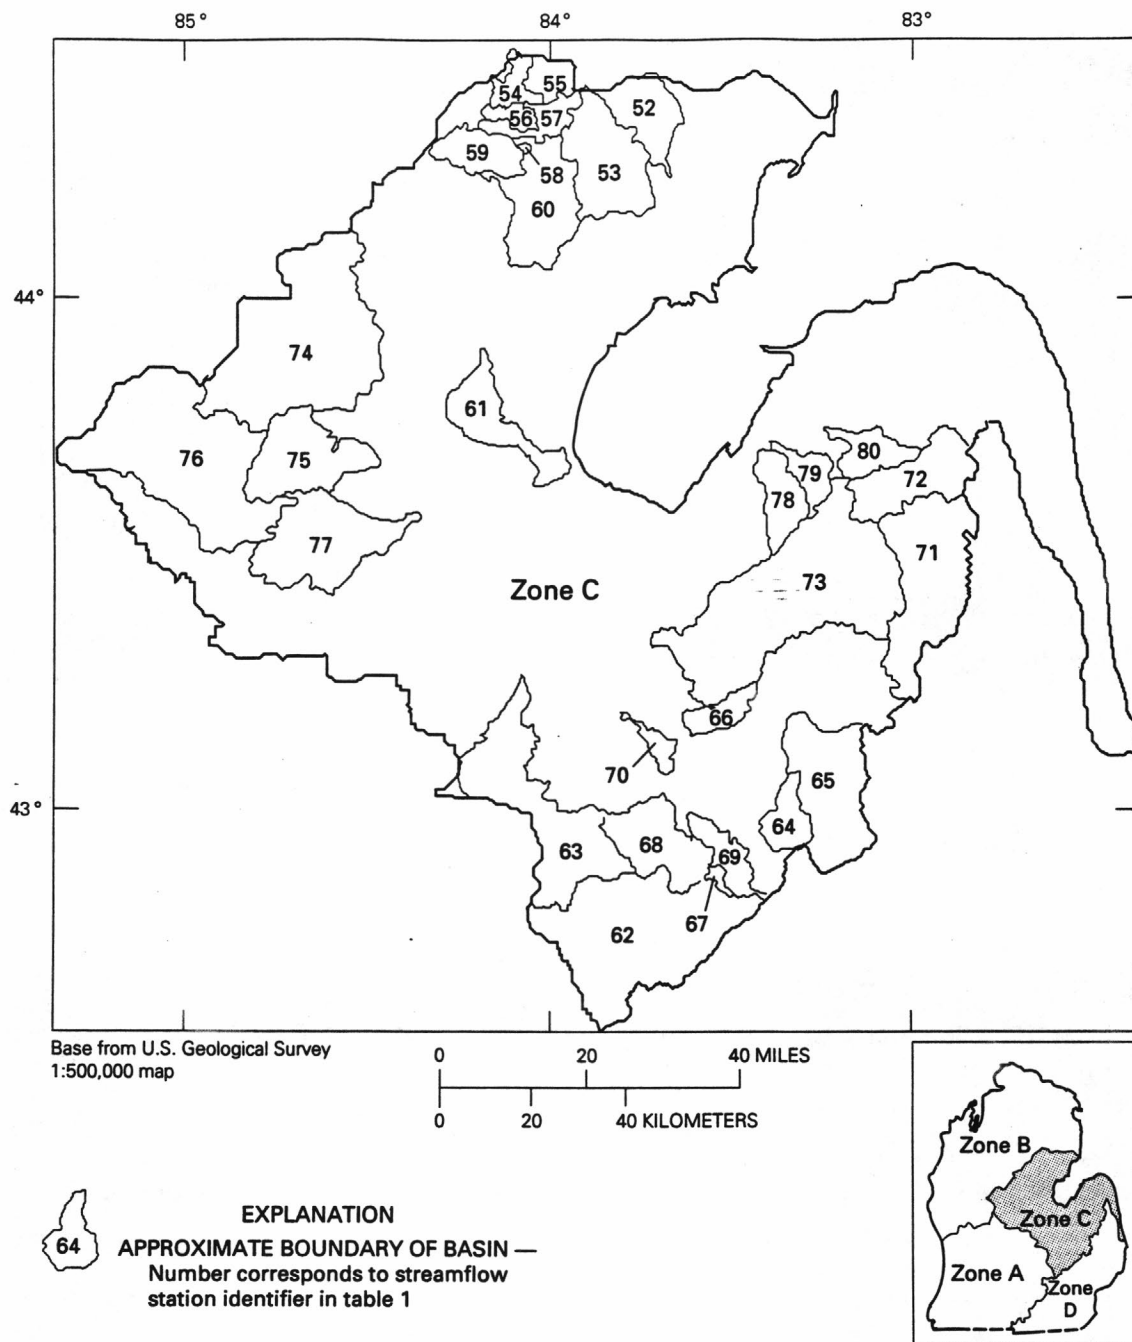 85° 84° 83°
55
54
52
56 57
59
58
53
60
44°
74
61
76 75
80
79
72
78
77
71
73
Zone C
66
70
65
43°
64
63 68
69
67
62
Base from U.S. Geological Survey
1:500,000 map
0 20 40 MILES
0 20 40 KILOMETERS
EXPLANATION
64
APPROXIMATE BOUNDARY OF BASIN —
Number corresponds to streamflow
station identifier in table 1
Zone B
Zone C
Zone A
Zone
D